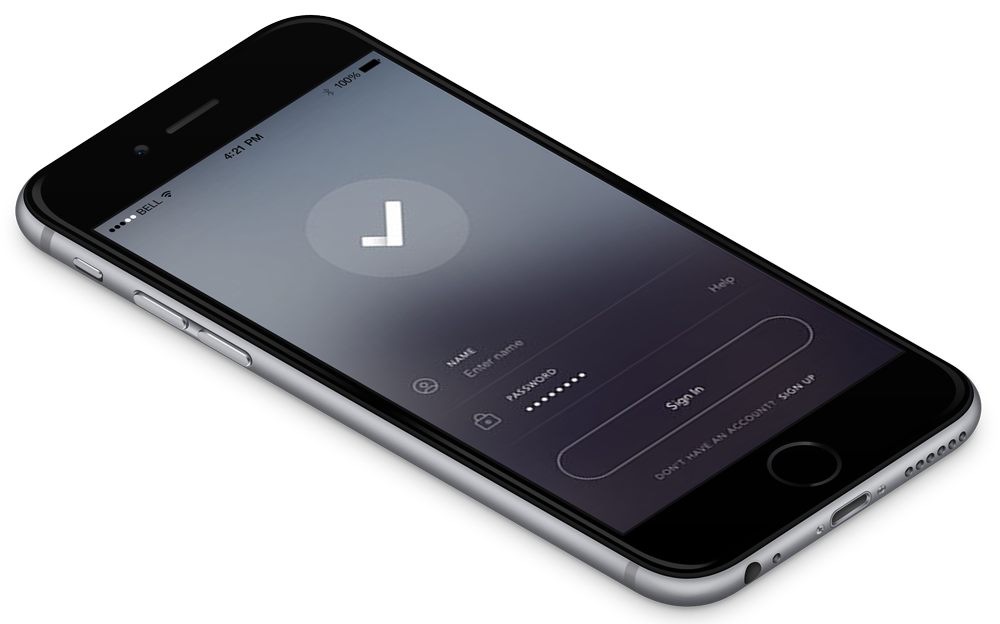 BELL 4:21 PM 100%
NAME
Enter name
PASSWORD
Help
Sign In
DON'T HAVE AN ACCOUNT? SIGN UP